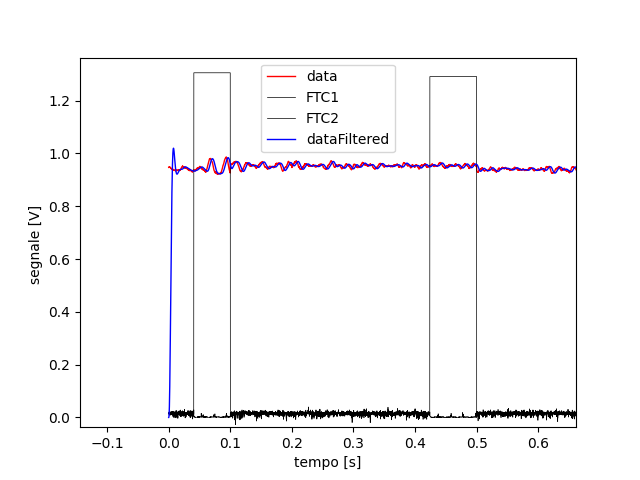 data
FTC1
FTC2
dataFiltered
segnale [V]
1.2
1.0
0.8
0.6
0.4
0.2
0.0
−0.1 0.0 0.1 0.2 0.3 0.4 0.5 0.6
tempo [s]